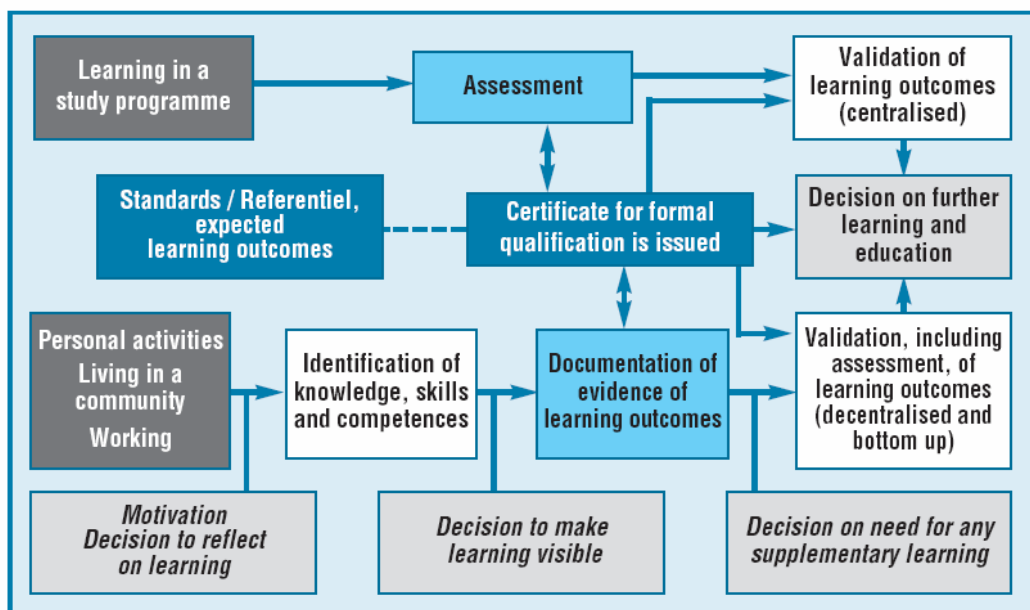 Learning in a
study programme
Assessment
Validation of
learning outcomes
(centralised)
Standards / Referentiel,
expected
learning outcomes
Certificate for formal
qualification is issued
Decision on further
learning and
education
Personal activities
Living in a
community
Working
Identification of
knowledge, skills
and competences
Documentation of
evidence of
learning outcomes
Validation, including
assessment, of
learning outcomes
(decentralised and
bottom up)
Motivation
Decision to reflect
on learning
Decision to make
learning visible
Decision on need for any
supplementary learning